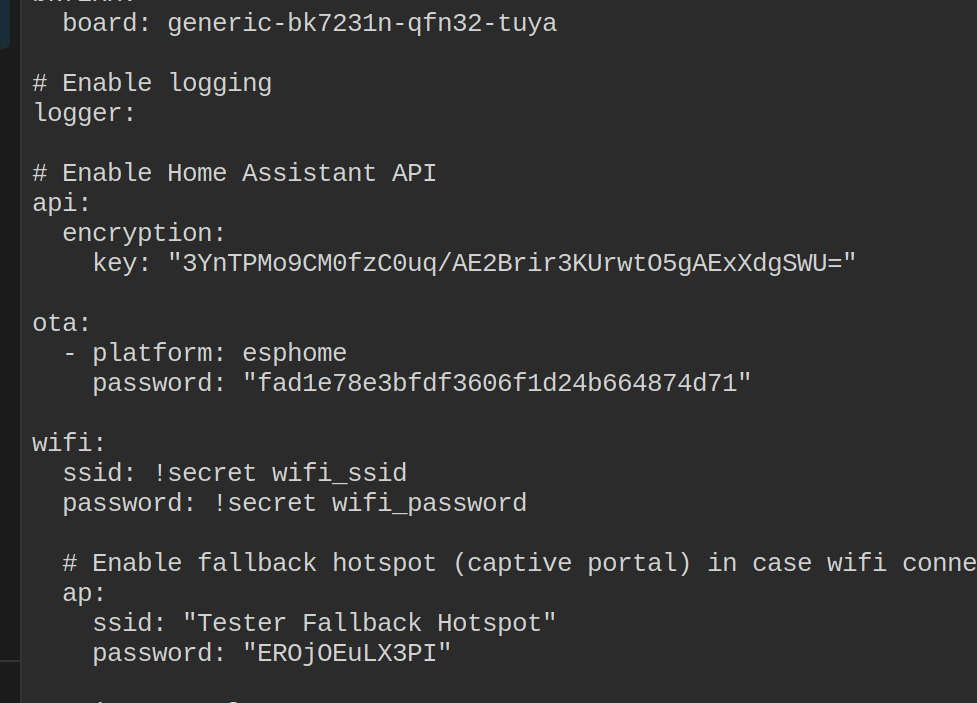 board: generic-bk7231n-qfn32-tuya

# Enable logging
logger:

# Enable Home Assistant API
api:
  encryption:
    key: "3YnTPMo9CM0fzC0uq/AE2Brir3KUrwtO5gAExXdgSWU="

ota:
  - platform: esphome
    password: "fad1e78e3bfdf3606f1d24b664874d71"

wifi:
  ssid: !secret wifi_ssid
  password: !secret wifi_password

  # Enable fallback hotspot (captive portal) in case wifi conne
  ap:
    ssid: "Tester Fallback Hotspot"
    password: "EROjOEuLX3PI"